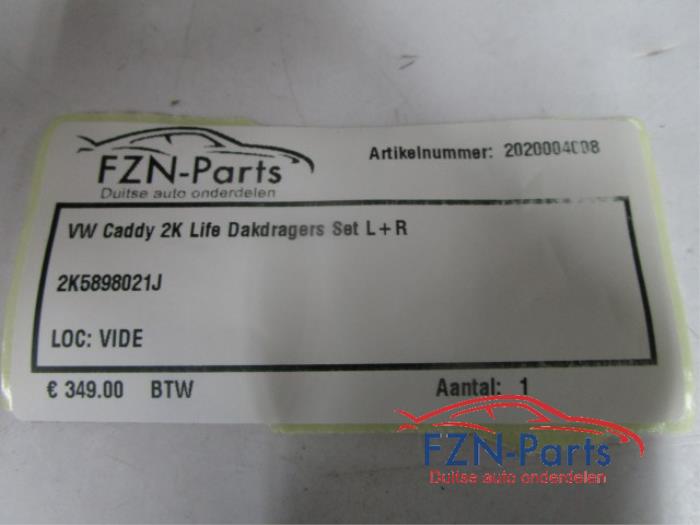 FZN-Parts
Duitse auto onderdelen
Artikelnummer: 2020004008
VW Caddy 2K Life Dakdragers Set L+R
2K5898021J
LOC: VIDE
€ 349.00 BTW
Aantal: 1
FZN-Parts
Duitse auto onderdelen